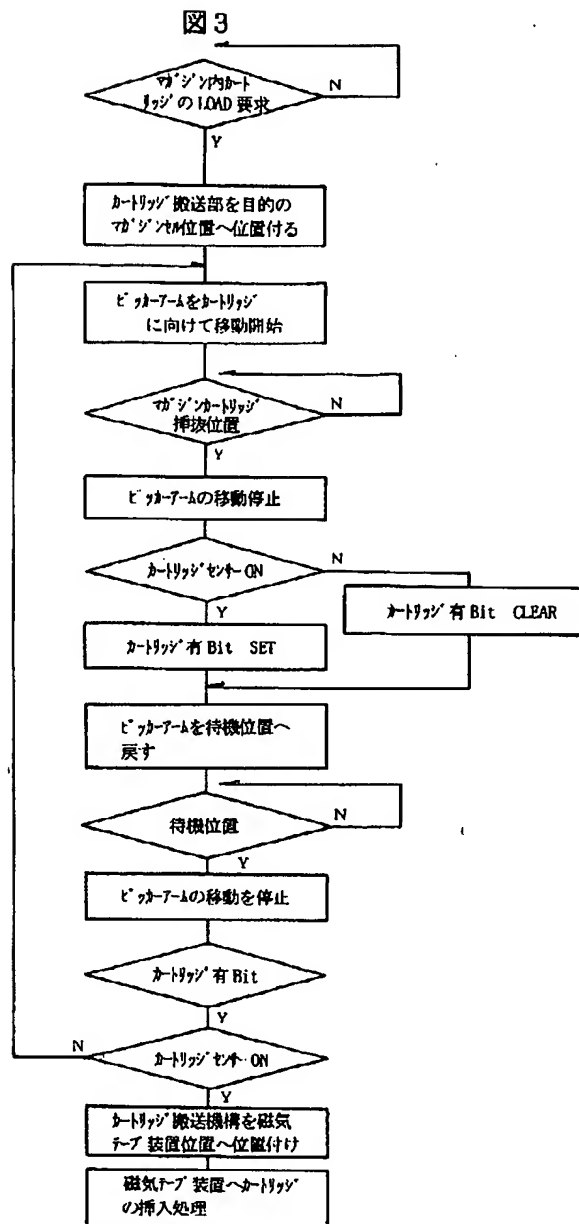 図3
マガジン内カート
リッジの LOAD 要求
N
Y
カートリッジ搬送部を目的の
マガジンセル位置へ位置付る
ピッカーアームをカートリッジ
に向けて移動開始
マガジンカートリッジ
挿抜位置
N
Y
ピッカーアームの移動停止
カートリッジセンサーON
N
Y
カートリッジ有Bit CLEAR
カートリッジ有Bit SET
ピッカーアームを待機位置へ
戻す
待機位置
N
Y
ピッカーアームの移動を停止
カートリッジ有Bit
Y
N
カートリッジセンサーON
Y
カートリッジ搬送機構を磁気
テープ装置位置へ位置付け
磁気テープ装置へカートリッジ
の挿入処理